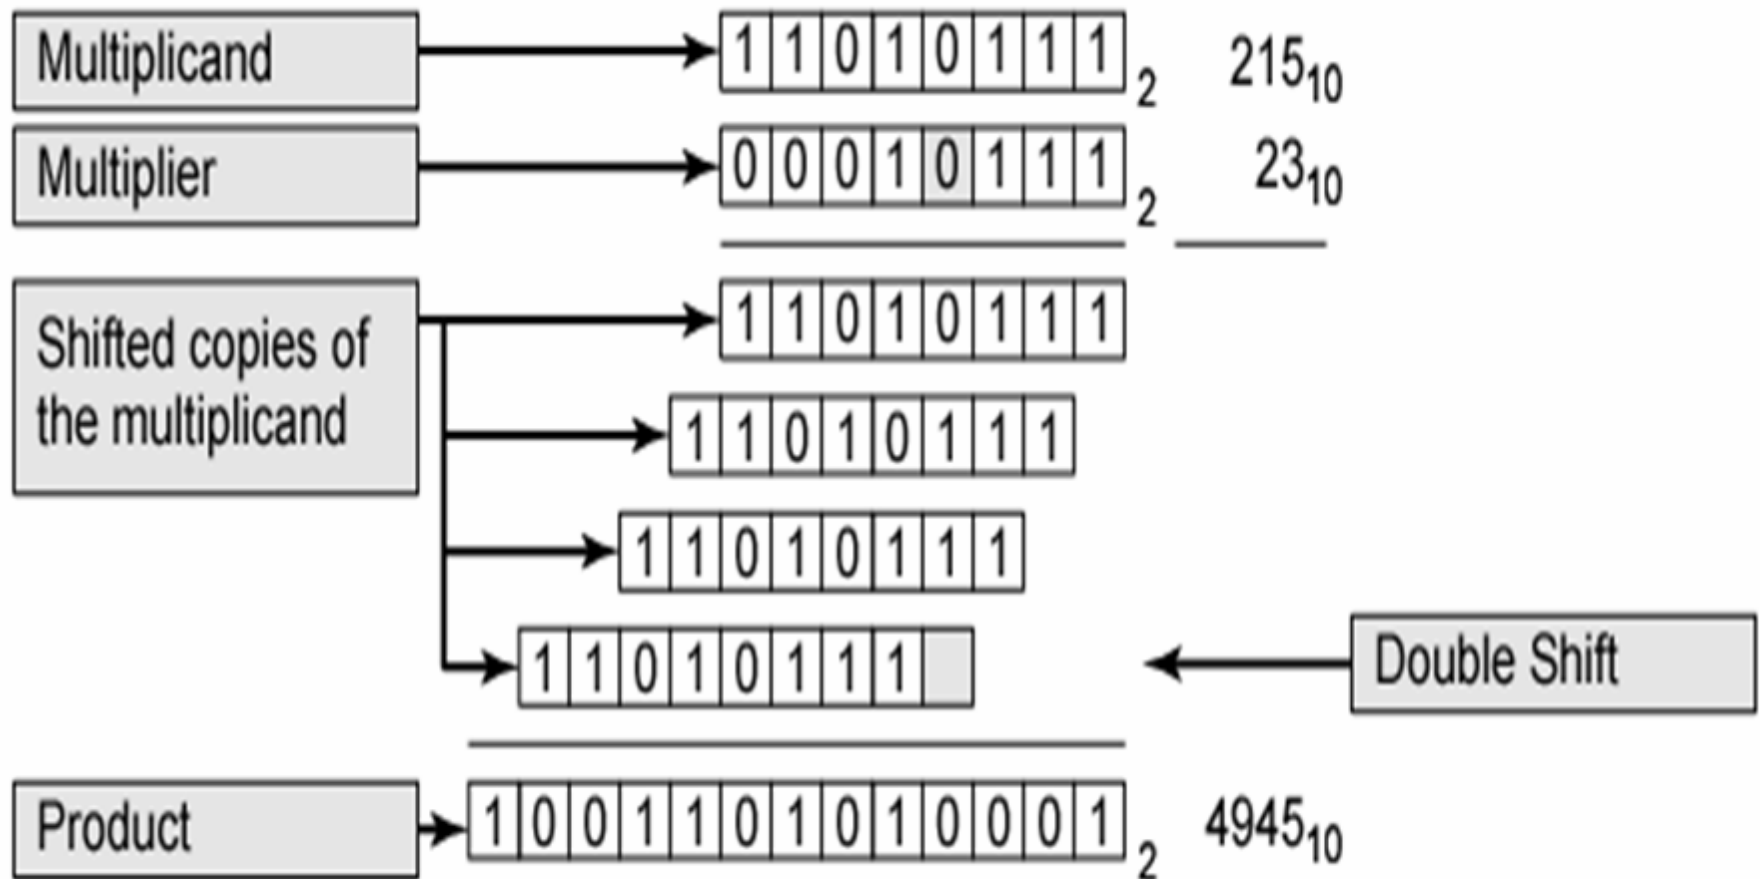 Multiplicand 1 1 0 1 0 1 1 1 2 215 10
Multiplier 0 0 0 1 0 1 1 1 2 23 10
Shifted copies of 1 1 0 1 0 1 1 1
the multiplicand 1 1 0 1 0 1 1 1
1 1 0 1 0 1 1 1
1 1 0 1 0 1 1 1 Double Shift
Product 1 0 0 1 1 0 1 0 1 0 0 0 1 2 4945 10